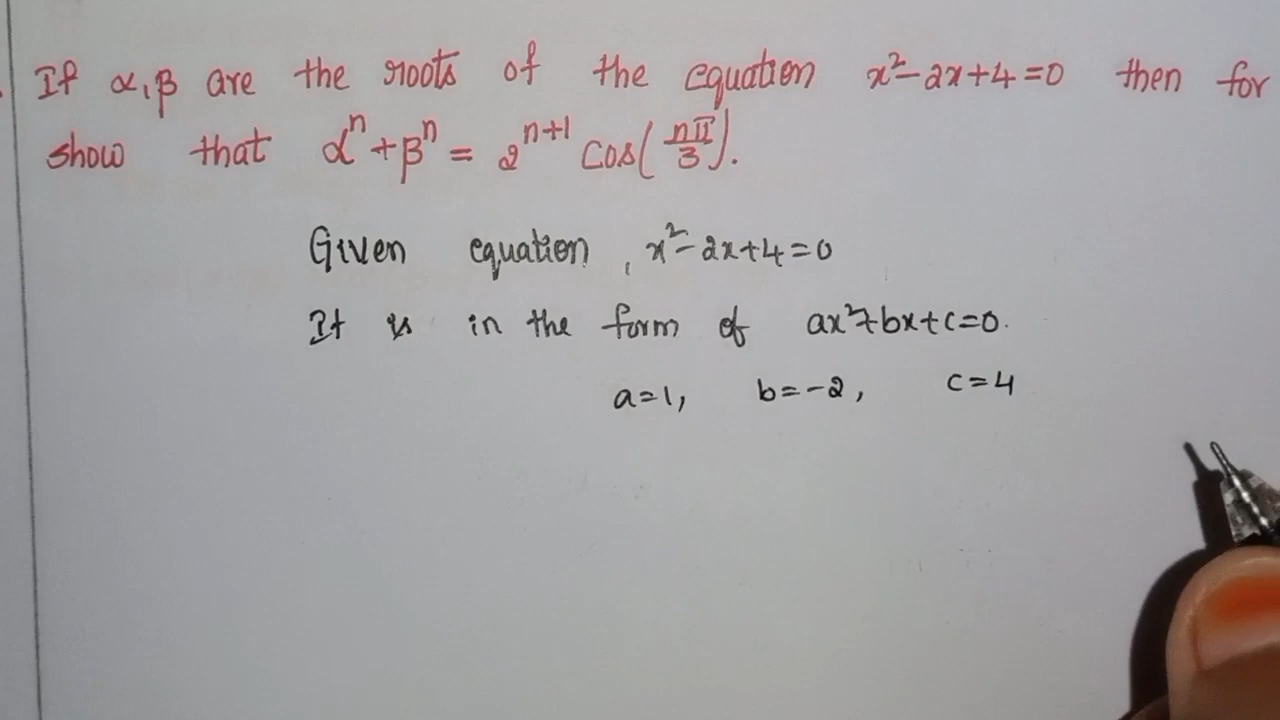 If α, β are the roots of the equation x²-2x+4=0 then for
show that αⁿ+βⁿ = 2ⁿ⁺¹ Cos(nπ/3).
Given equation, x²-2x+4=0
It is in the form of ax²+bx+c=0.
a=1, b=-2, c=4